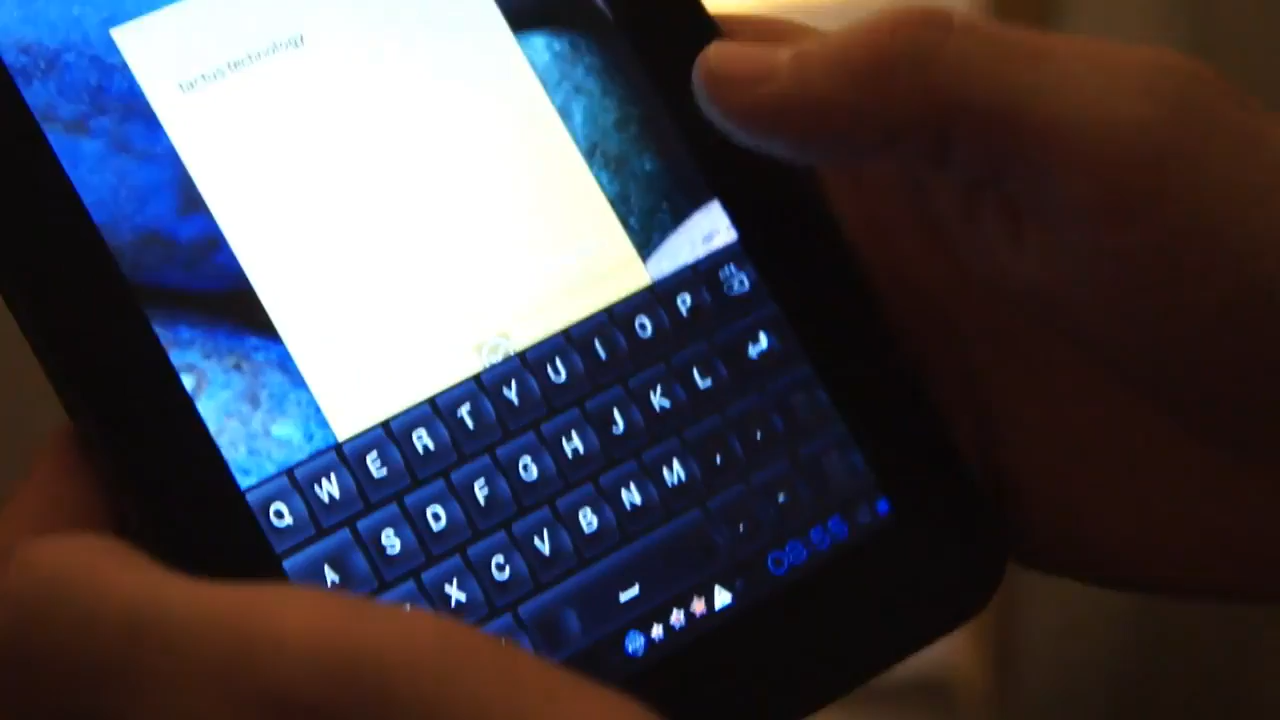 tactus technology
Q W E R T Y U I O P
A S D F G H J K L
X C V B N M , .